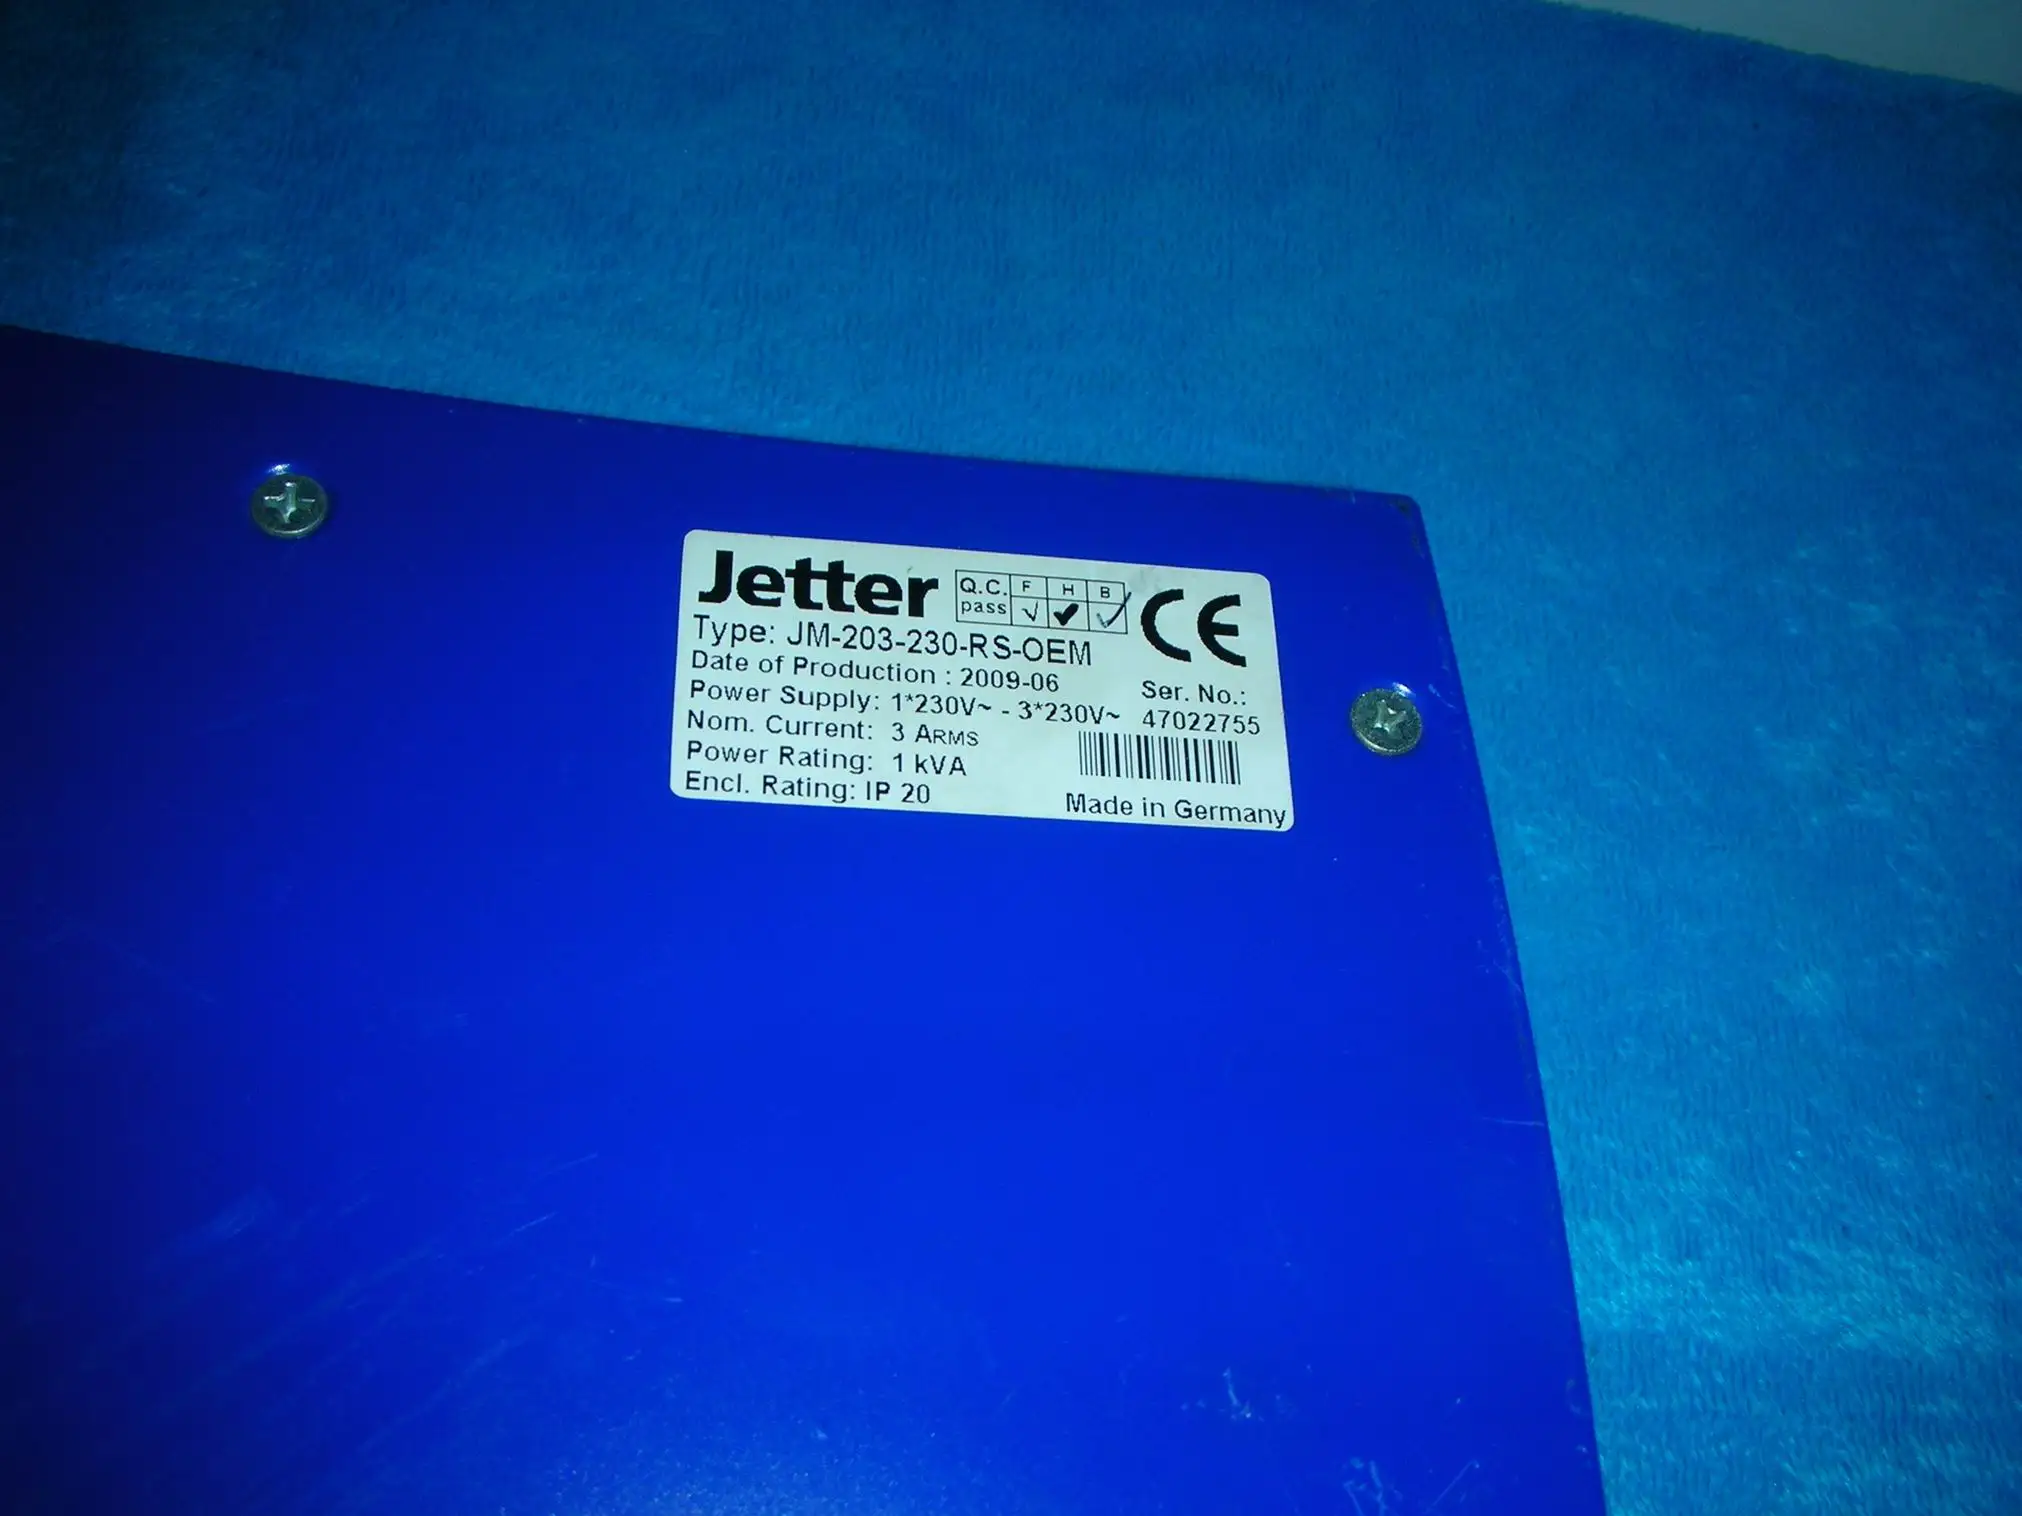 Jetter
Q.C. F H B
pass √ ✔ ✓
CE
Type: JM-203-230-RS-OEM
Date of Production : 2009-06
Ser. No.:
Power Supply: 1*230V~ - 3*230V~
47022755
Nom. Current: 3 ARMS
Power Rating: 1 kVA
Encl. Rating: IP 20
Made in Germany